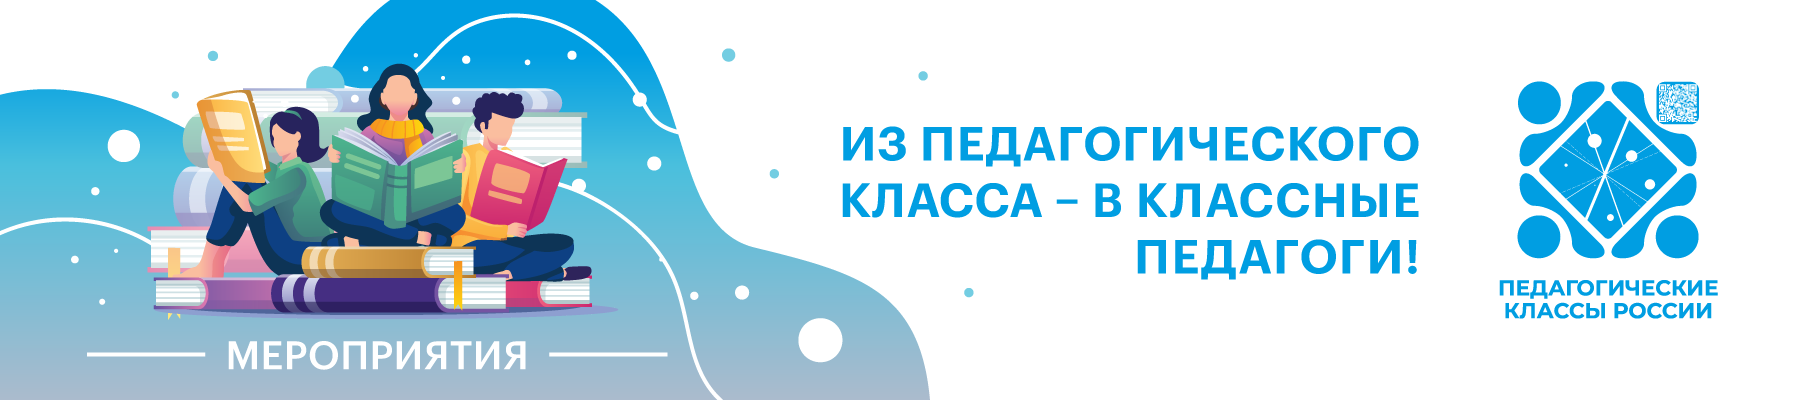 ИЗ ПЕДАГОГИЧЕСКОГО
КЛАССА – В КЛАССНЫЕ
ПЕДАГОГИ!
МЕРОПРИЯТИЯ
ПЕДАГОГИЧЕСКИЕ
КЛАССЫ РОССИИ